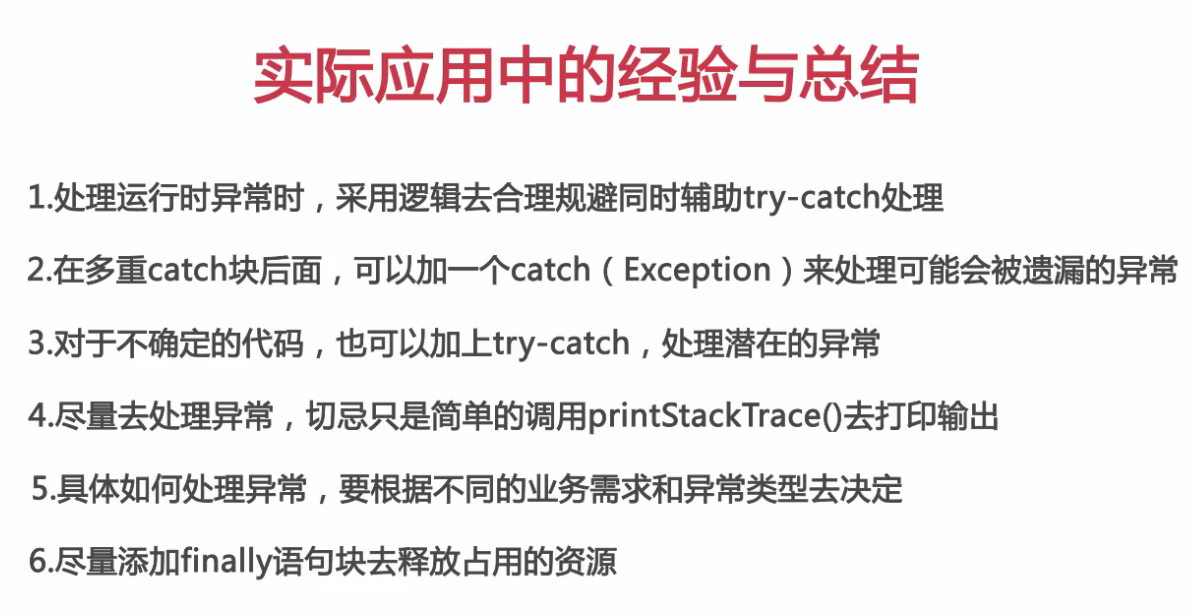 实际应用中的经验与总结
1.处理运行时异常时，采用逻辑去合理规避同时辅助try-catch处理
2.在多重catch块后面，可以加一个catch（Exception）来处理可能会被遗漏的异常
3.对于不确定的代码，也可以加上try-catch，处理潜在的异常
4.尽量去处理异常，切忌只是简单的调用printStackTrace()去打印输出
5.具体如何处理异常，要根据不同的业务需求和异常类型去决定
6.尽量添加finally语句块去释放占用的资源